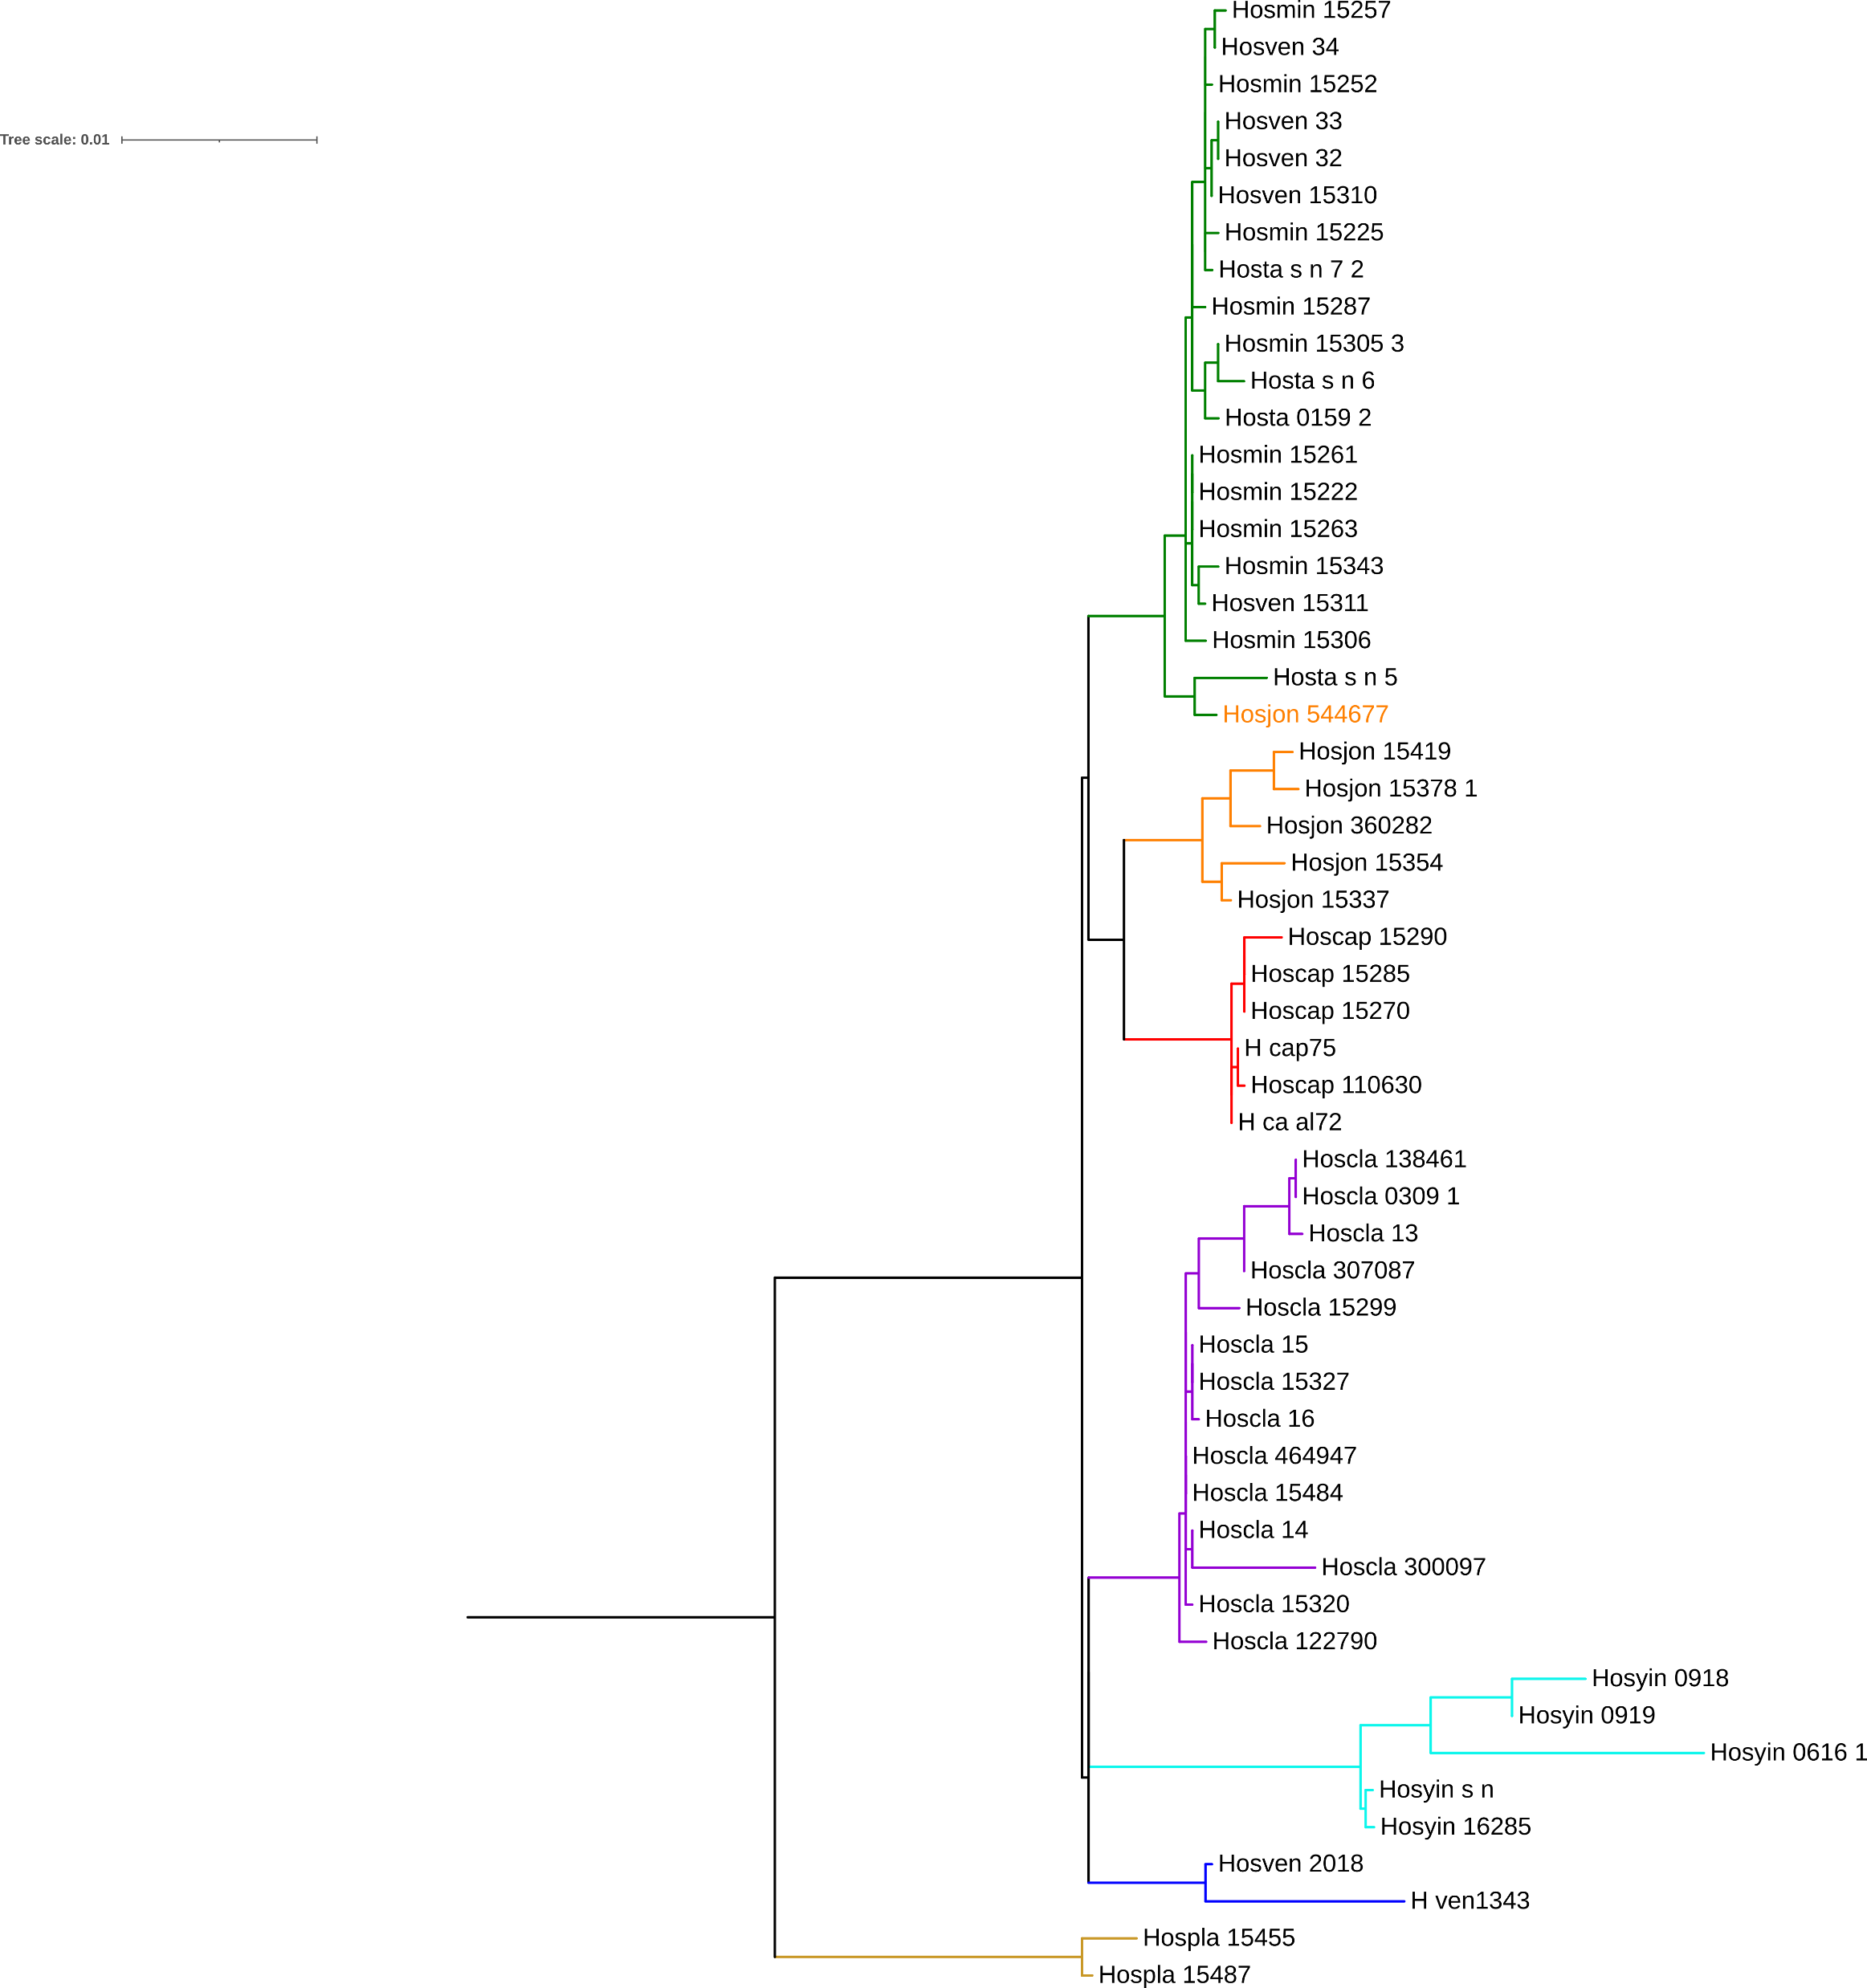 Hosmin 15257
Hosven 34
Hosmin 15252
Hosven 33
Tree scale: 0.01
Hosven 32
Hosven 15310
Hosmin 15225
Hosta s n 7 2
Hosmin 15287
Hosmin 15305 3
Hosta s n 6
Hosta 0159 2
Hosmin 15261
Hosmin 15222
Hosmin 15263
Hosmin 15343
Hosven 15311
Hosmin 15306
Hosta s n 5
Hosjon 544677
Hosjon 15419
Hosjon 15378 1
Hosjon 360282
Hosjon 15354
Hosjon 15337
Hoscap 15290
Hoscap 15285
Hoscap 15270
H cap75
Hoscap 110630
H ca al72
Hoscla 138461
Hoscla 0309 1
Hoscla 13
Hoscla 307087
Hoscla 15299
Hoscla 15
Hoscla 15327
Hoscla 16
Hoscla 464947
Hoscla 15484
Hoscla 14
Hoscla 300097
Hoscla 15320
Hoscla 122790
Hosyin 0918
Hosyin 0919
Hosyin 0616 1
Hosyin s n
Hosyin 16285
Hosven 2018
H ven1343
Hospla 15455
Hospla 15487